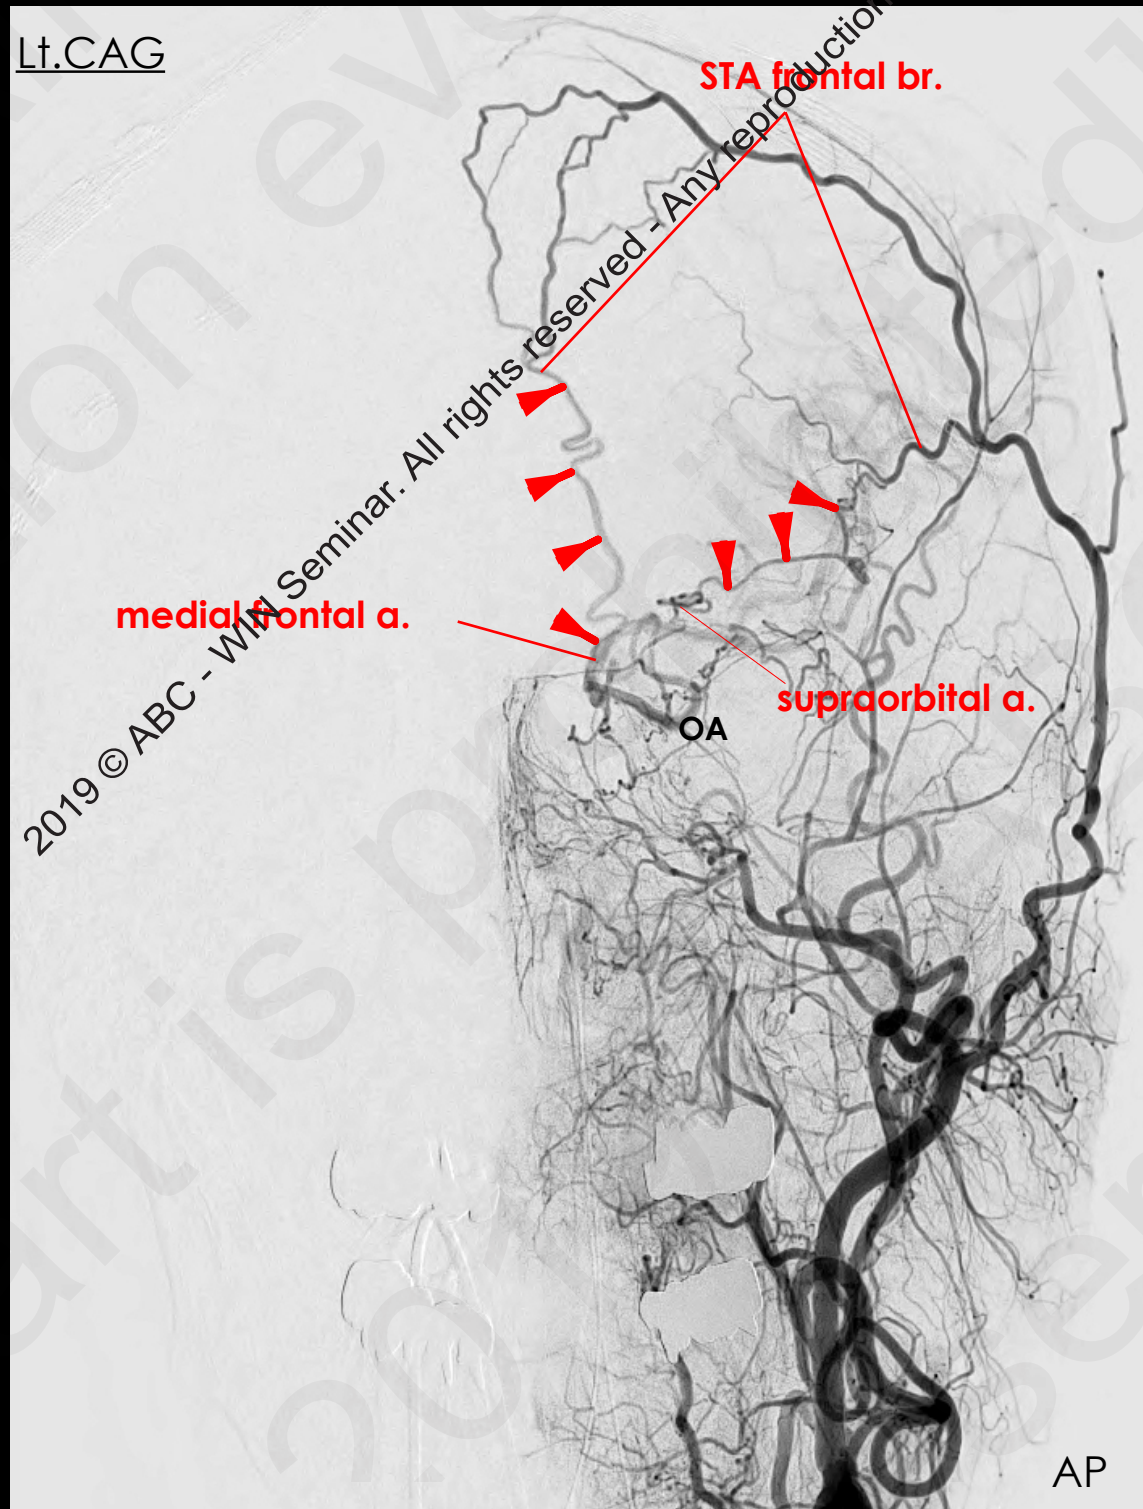 Lt.CAG
STA frontal br.
2019 © ABC - WIN Seminar. All rights reserved - Any reproduction
medial frontal a.
supraorbital a.
OA
AP